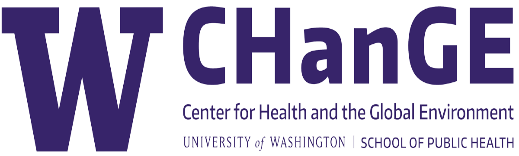 W
CHanGE
Center for Health and the Global Environment
UNIVERSITY of WASHINGTON | SCHOOL OF PUBLIC HEALTH